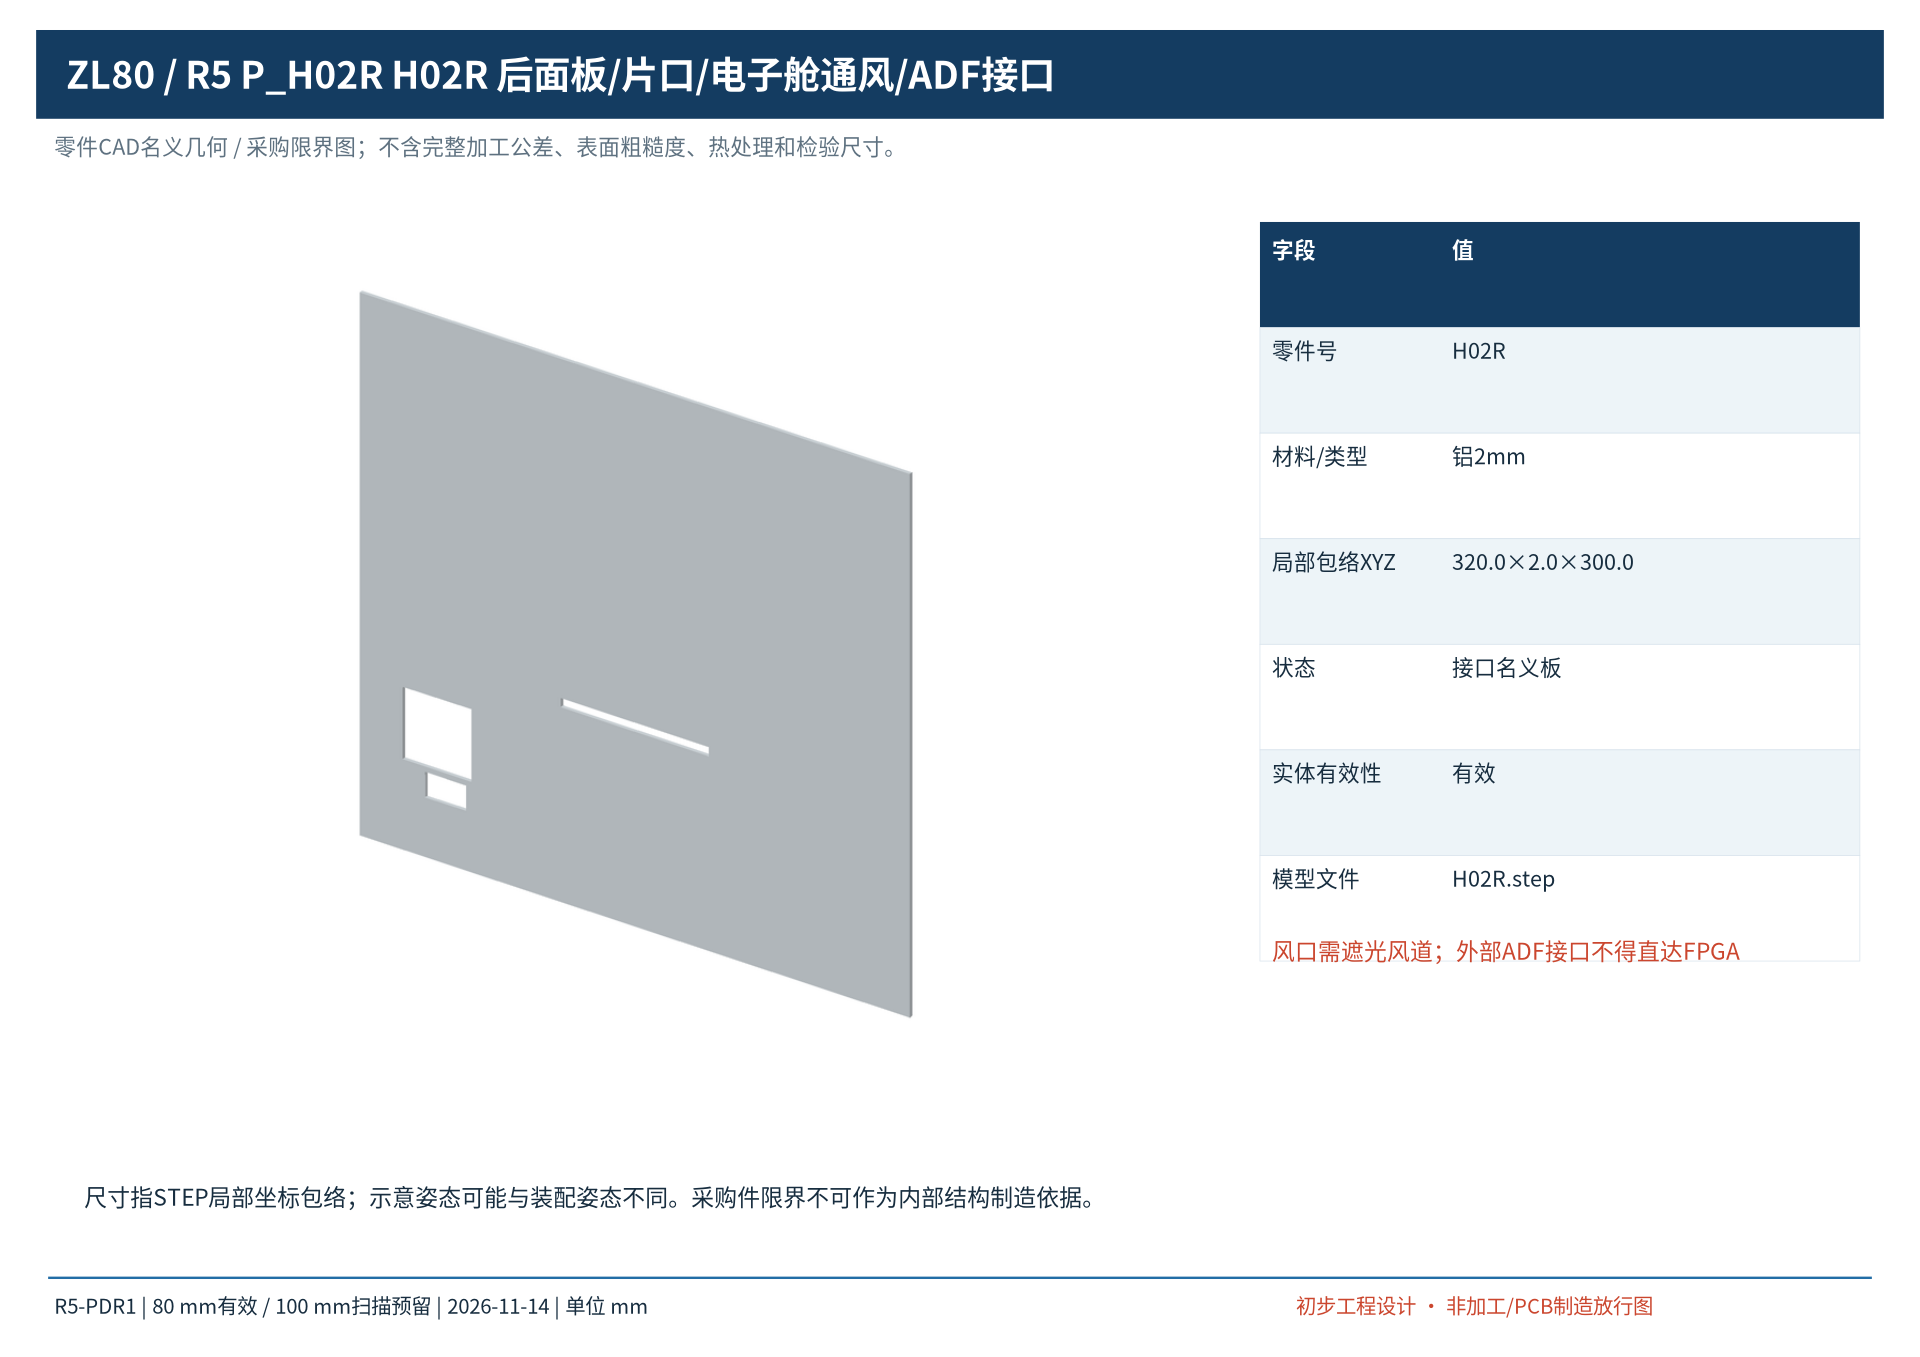 ZL80 / R5 P_H02R H02R 后面板/片口/电子舱通风/ADF接口
零件CAD名义几何 / 采购限界图；不含完整加工公差、表面粗糙度、热处理和检验尺寸。
字段 值
零件号 H02R
材料/类型 铝2mm
局部包络XYZ 320.0×2.0×300.0
状态 接口名义板
实体有效性 有效
模型文件 H02R.step
风口需遮光风道；外部ADF接口不得直达FPGA
尺寸指STEP局部坐标包络；示意姿态可能与装配姿态不同。采购件限界不可作为内部结构制造依据。
R5-PDR1 | 80 mm有效 / 100 mm扫描预留 | 2026-11-14 | 单位 mm
初步工程设计 · 非加工/PCB制造放行图